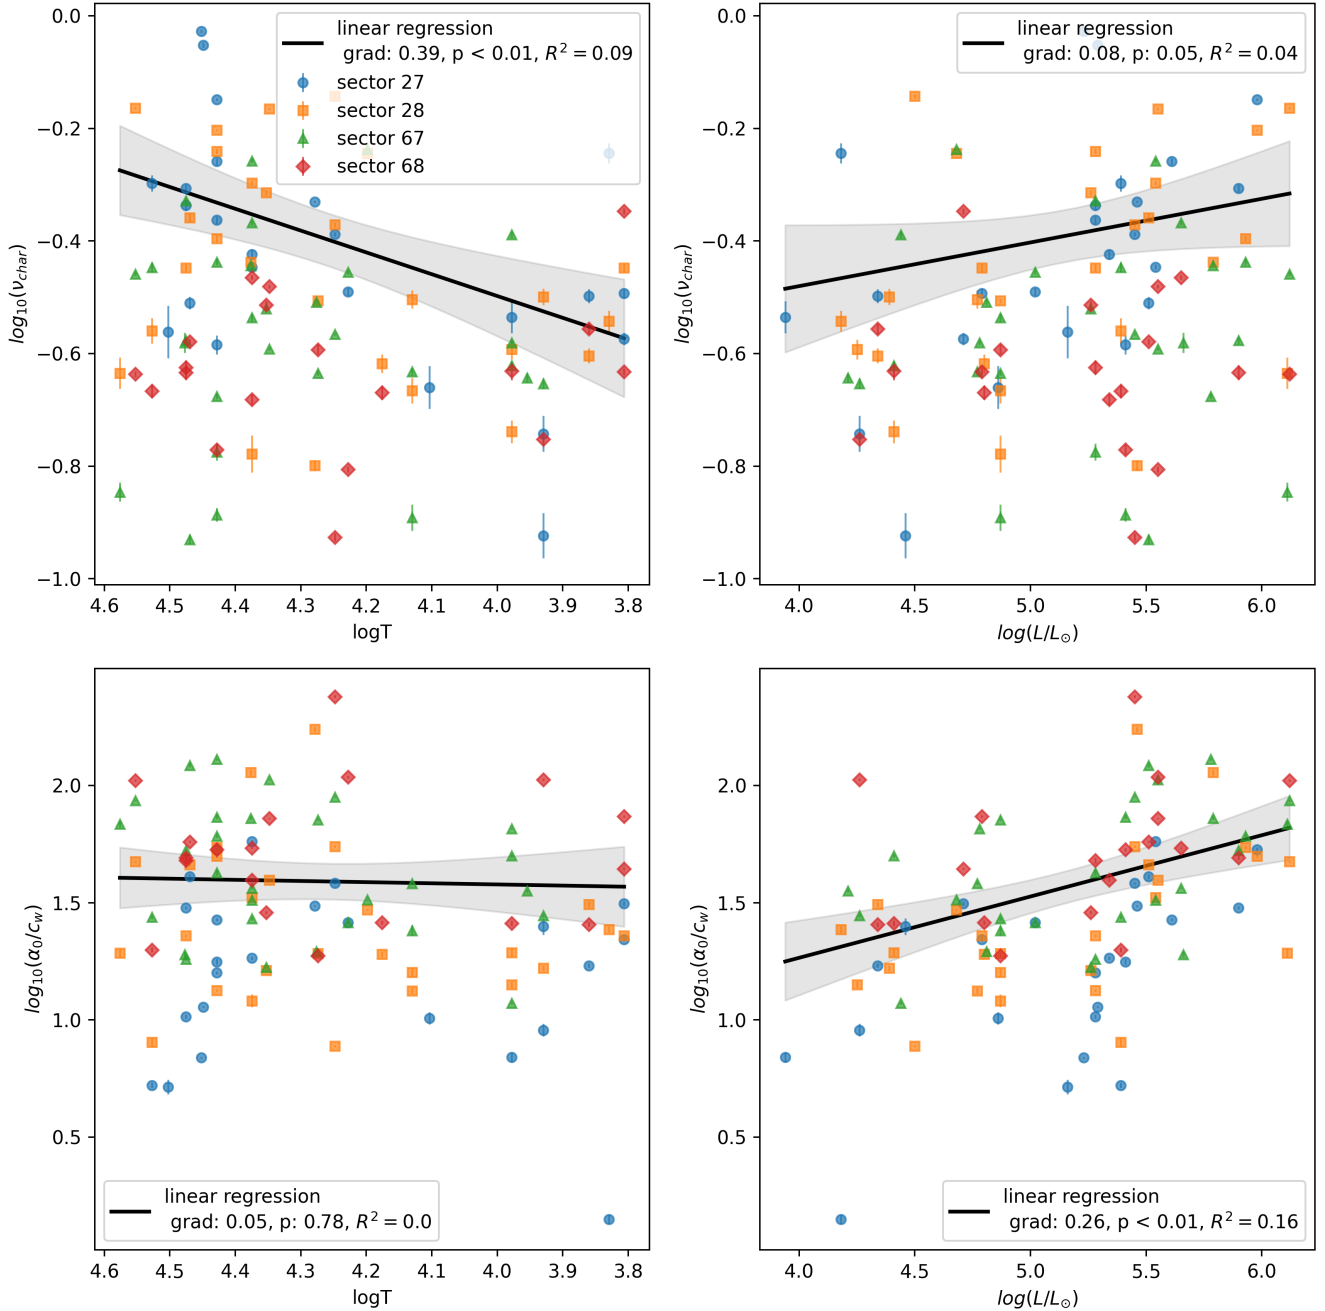 linear regression
grad: 0.39, p < 0.01, R² = 0.09
sector 27
sector 28
sector 67
sector 68
0.0
−0.2
−0.4
−0.6
−0.8
−1.0
log₁₀(ν_char)
4.6 4.5 4.4 4.3 4.2 4.1 4.0 3.9 3.8
logT
linear regression
grad: 0.08, p: 0.05, R² = 0.04
0.0
−0.2
−0.4
−0.6
−0.8
−1.0
log₁₀(ν_char)
4.0 4.5 5.0 5.5 6.0
log(L/L⊙)
2.0
1.5
1.0
0.5
log₁₀(α₀/c_w)
linear regression
grad: 0.05, p: 0.78, R² = 0.0
4.6 4.5 4.4 4.3 4.2 4.1 4.0 3.9 3.8
logT
2.0
1.5
1.0
0.5
log₁₀(α₀/c_w)
linear regression
grad: 0.26, p < 0.01, R² = 0.16
4.0 4.5 5.0 5.5 6.0
log(L/L⊙)